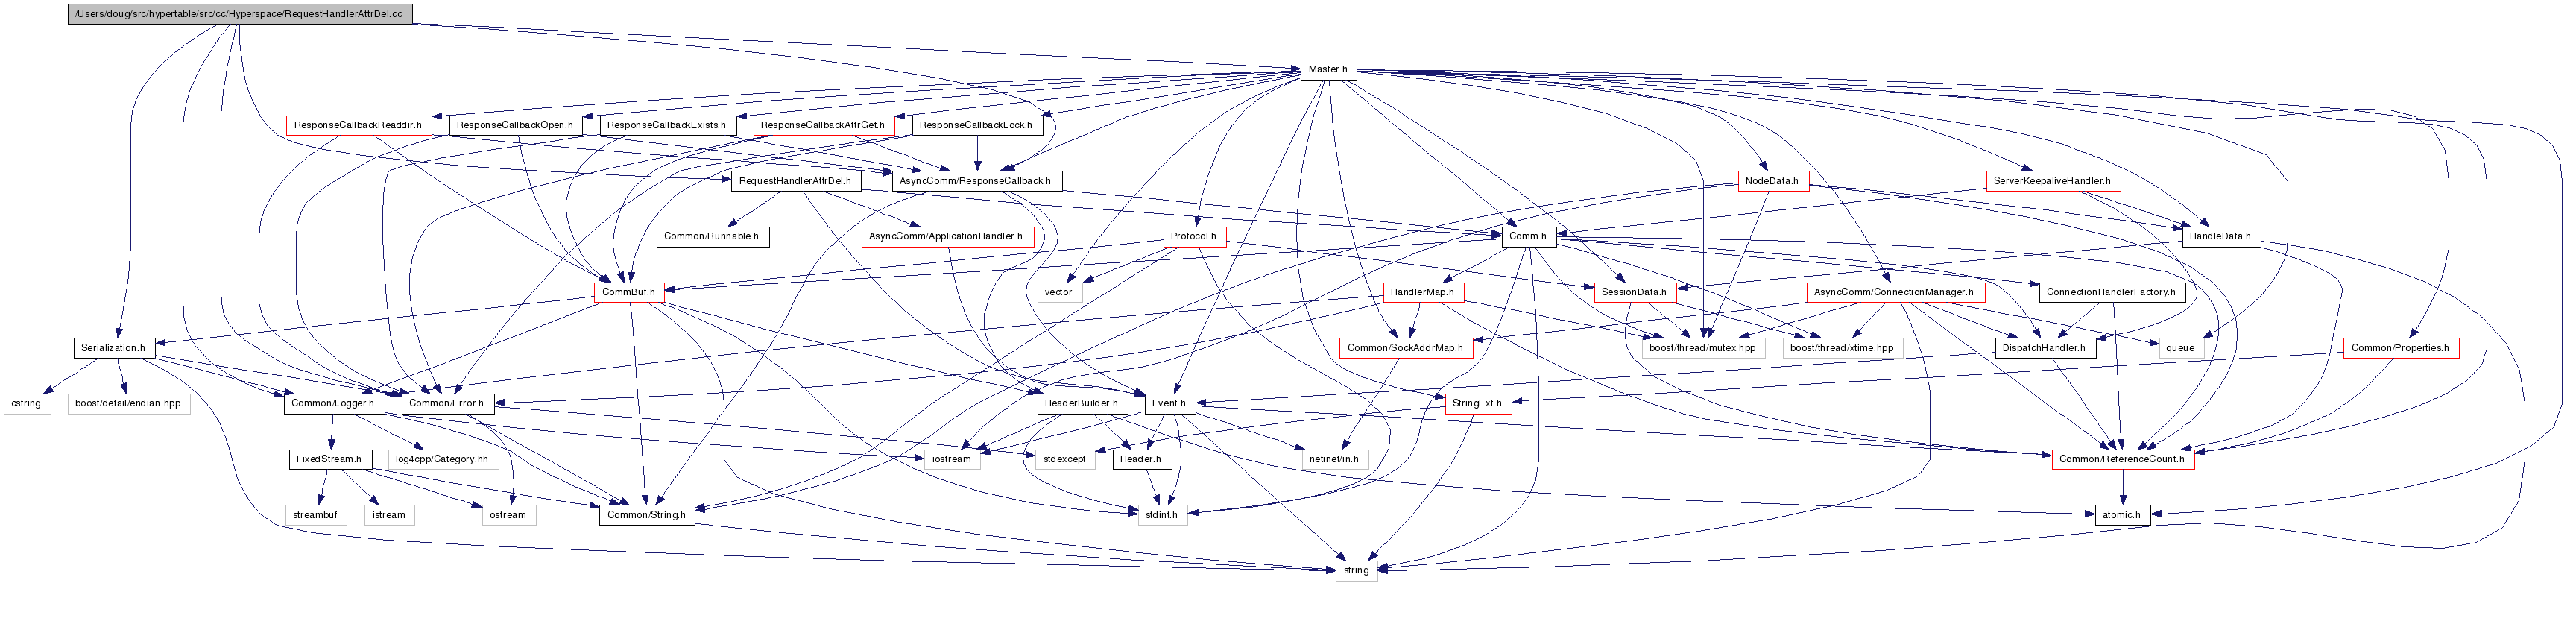 /Users/doug/src/hypertable/src/cc/Hyperspace/RequestHandlerAttrDel.cc
Master.h
ResponseCallbackReaddir.h
ResponseCallbackOpen.h
ResponseCallbackExists.h
ResponseCallbackAttrGet.h
ResponseCallbackLock.h
RequestHandlerAttrDel.h
AsyncComm/ResponseCallback.h
NodeData.h
ServerKeepaliveHandler.h
Common/Runnable.h
AsyncComm/ApplicationHandler.h
Protocol.h
Comm.h
HandleData.h
CommBuf.h
vector
HandlerMap.h
SessionData.h
AsyncComm/ConnectionManager.h
ConnectionHandlerFactory.h
Serialization.h
Common/SockAddrMap.h
boost/thread/mutex.hpp
boost/thread/xtime.hpp
DispatchHandler.h
queue
Common/Properties.h
cstring
boost/detail/endian.hpp
Common/Logger.h
Common/Error.h
HeaderBuilder.h
Event.h
StringExt.h
FixedStream.h
log4cpp/Category.hh
iostream
stdexcept
Header.h
netinet/in.h
Common/ReferenceCount.h
streambuf
istream
ostream
Common/String.h
stdint.h
atomic.h
string